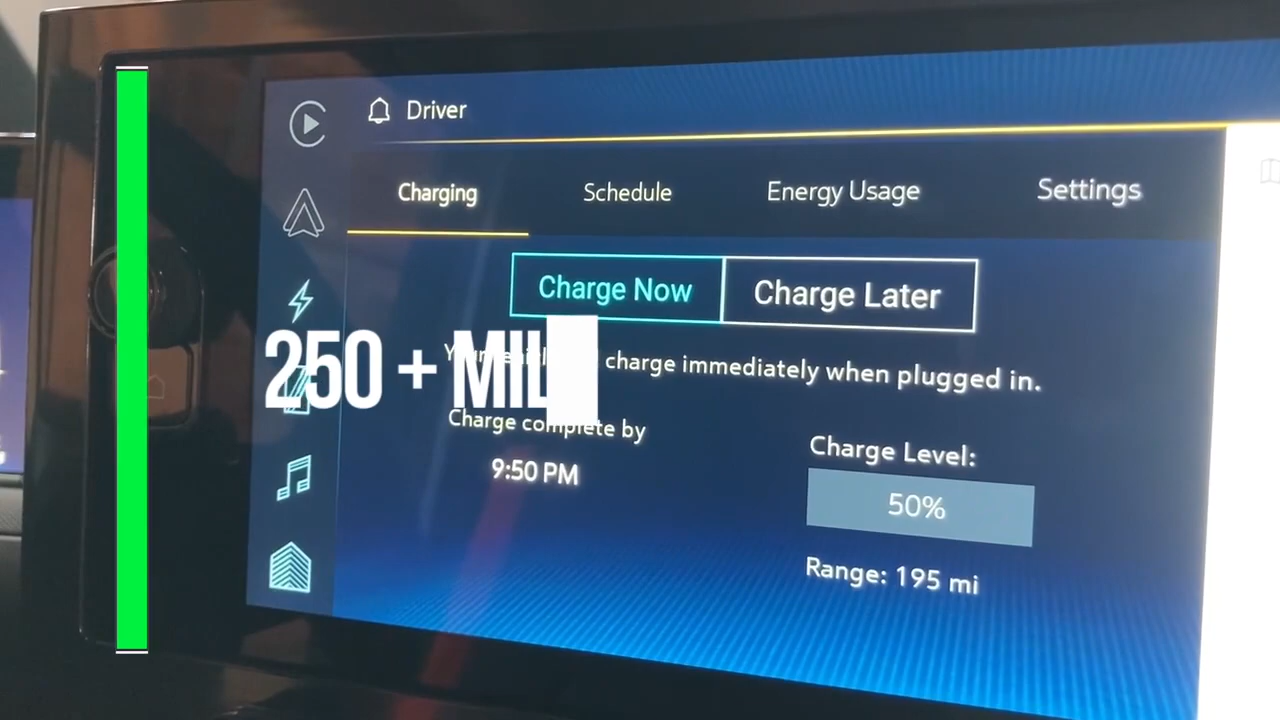 Driver
Charging Schedule Energy Usage Settings
Charge Now Charge Later
charge immediately when plugged in.
250 + MIL
Charge complete by
9:50 PM
Charge Level:
50%
Range: 195 mi